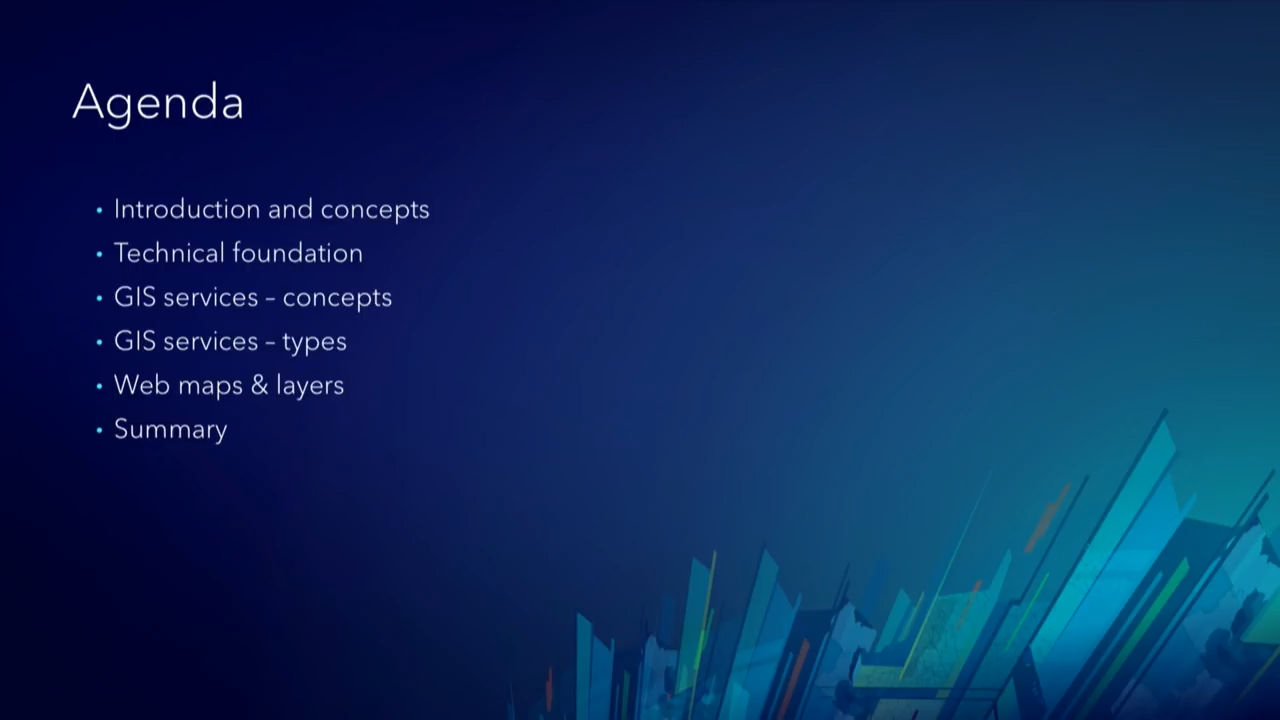 Agenda
• Introduction and concepts
• Technical foundation
• GIS services – concepts
• GIS services – types
• Web maps & layers
• Summary